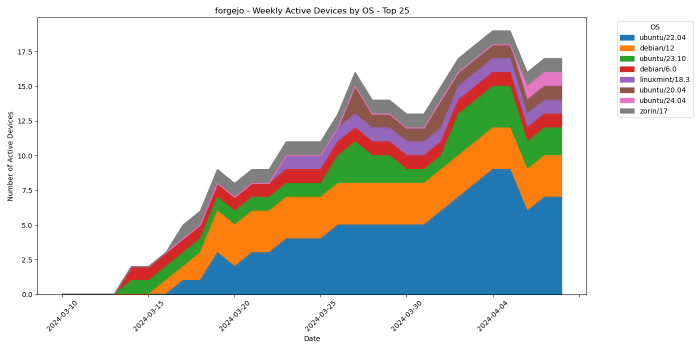 forgejo - Weekly Active Devices by OS - Top 25
Number of Active Devices
17.5
15.0
12.5
10.0
7.5
5.0
2.5
0.0
2024-03-10
2024-03-15
2024-03-20
2024-03-25
2024-03-30
2024-04-04
Date
OS
ubuntu/22.04
debian/12
ubuntu/23.10
debian/6.0
linuxmint/18.3
ubuntu/20.04
ubuntu/24.04
zorin/17